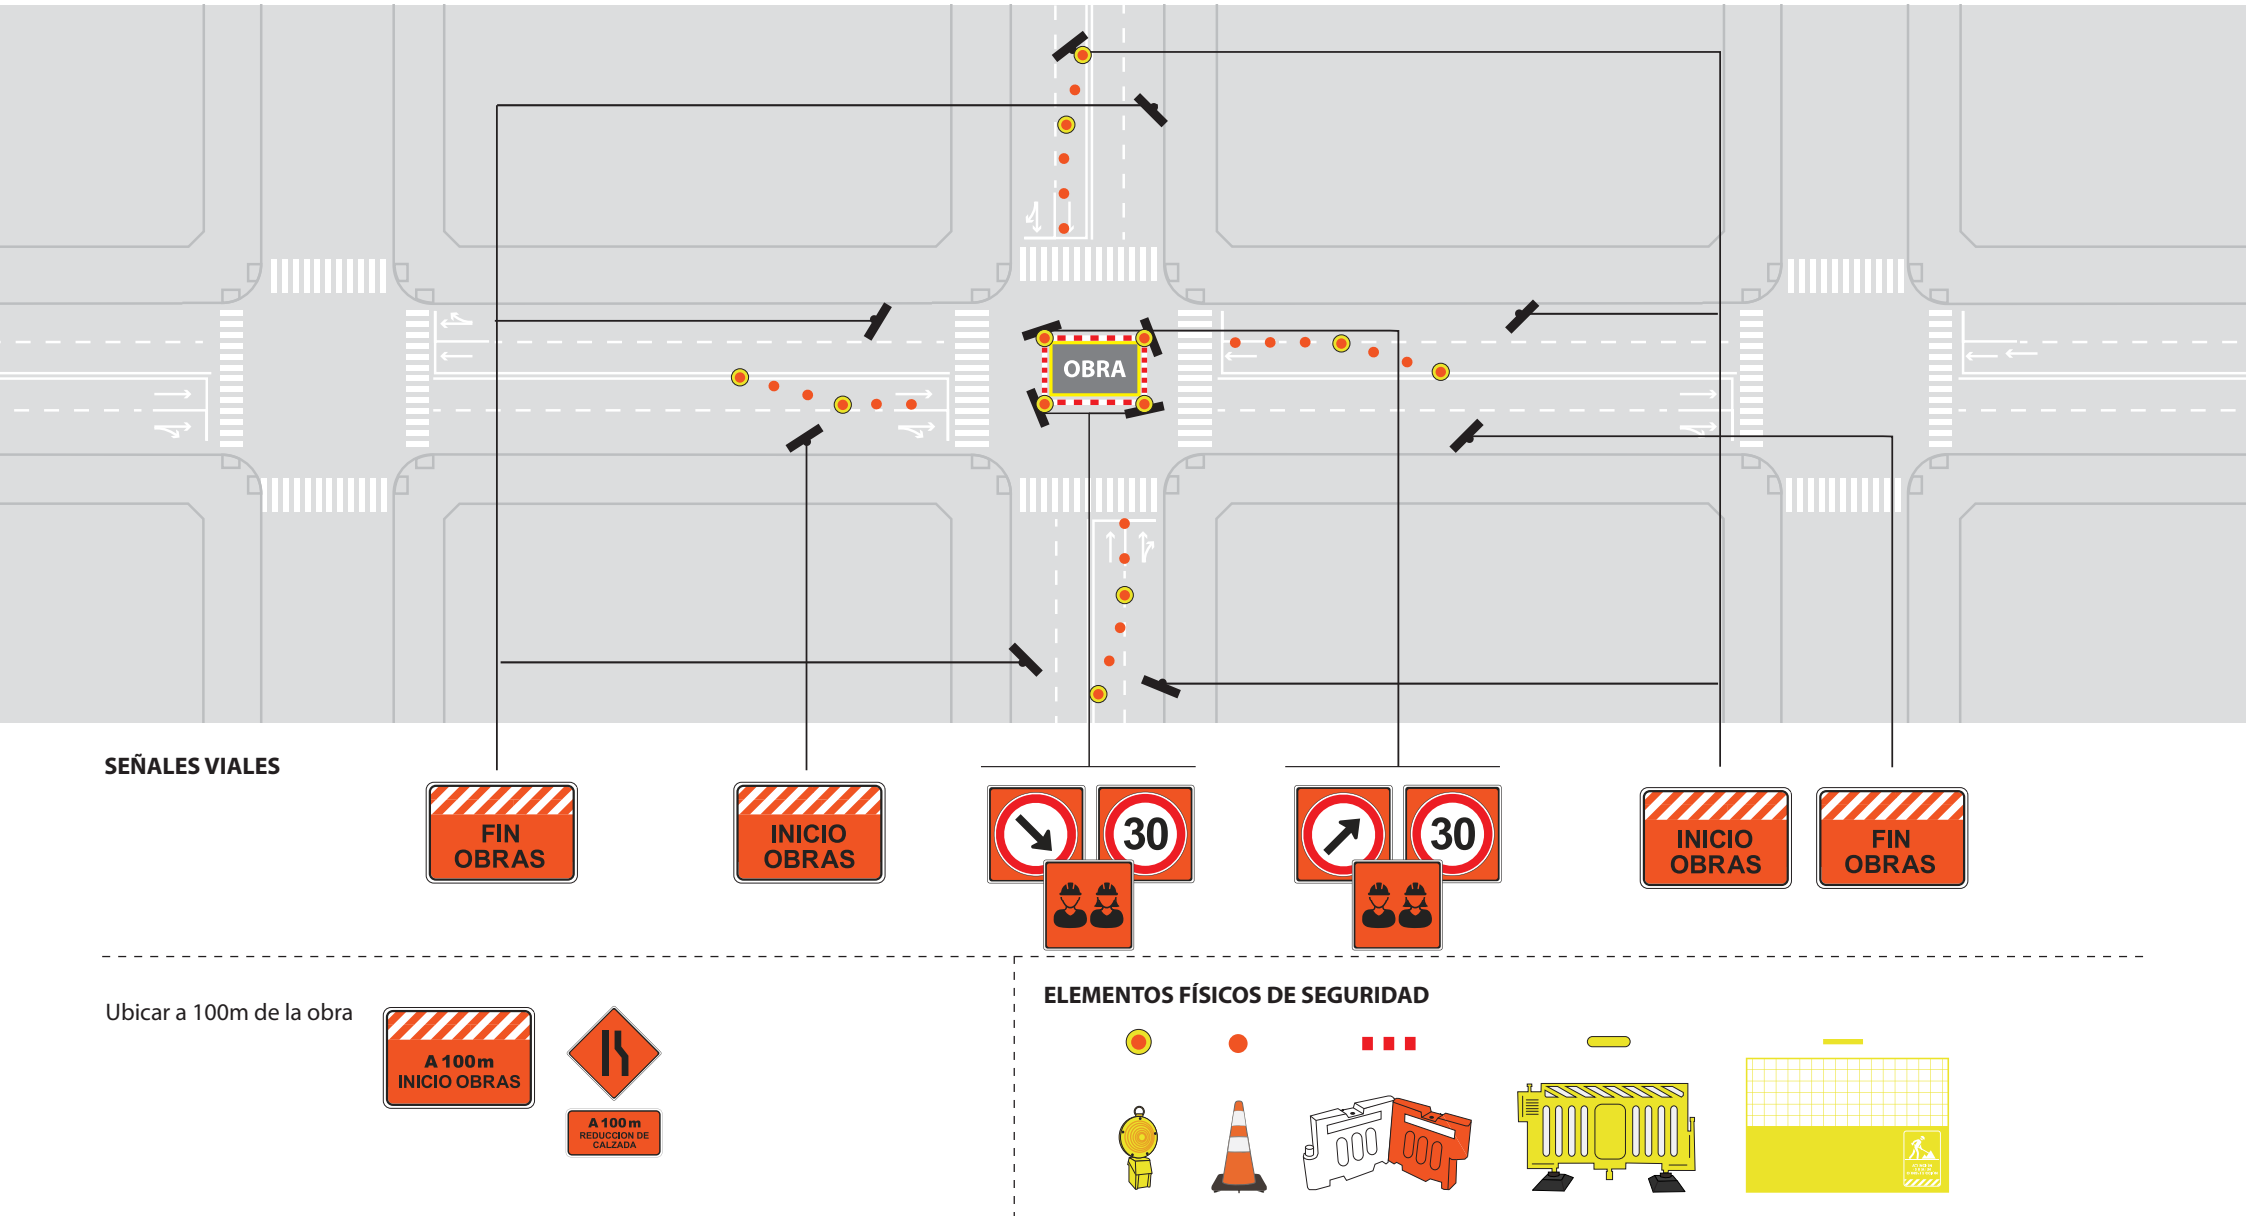 OBRA
SEÑALES VIALES
FIN
OBRAS
INICIO
OBRAS
30
30
INICIO
OBRAS
FIN
OBRAS
Ubicar a 100m de la obra
A 100m
INICIO OBRAS
A 100m
REDUCCION DE
CALZADA
ELEMENTOS FÍSICOS DE SEGURIDAD